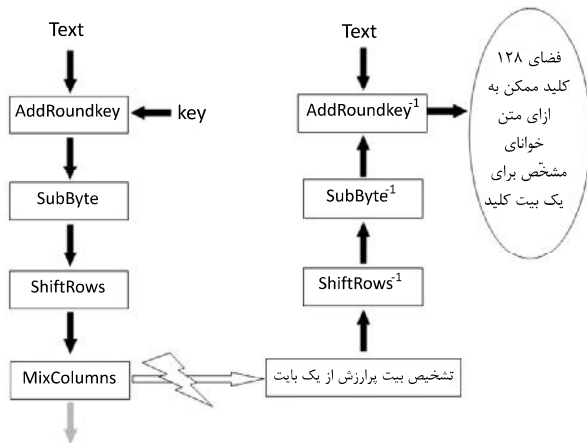 Text
AddRoundkey
key
SubByte
ShiftRows
MixColumns
Text
AddRoundkey-1
SubByte-1
ShiftRows-1
تشخیص بیت پرارزش از یک بایت
فضای ۱۲۸
کلید ممکن به
ازای متن
خوانای
مشخّص برای
یک بیت کلید